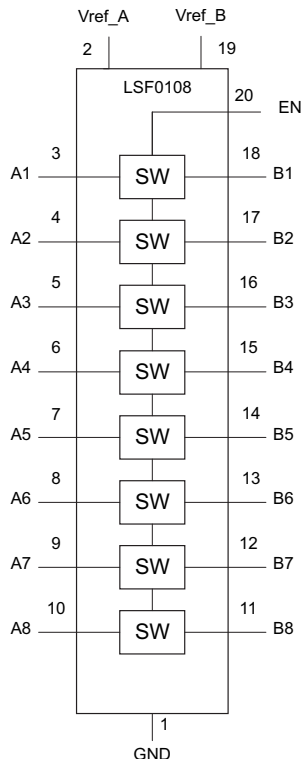 Vref_A Vref_B
2 19
LSF0108
20 EN
3 18
A1 SW B1
4 17
A2 SW B2
5 16
A3 SW B3
6 15
A4 SW B4
7 14
A5 SW B5
8 13
A6 SW B6
9 12
A7 SW B7
10 11
A8 SW B8
1
GND